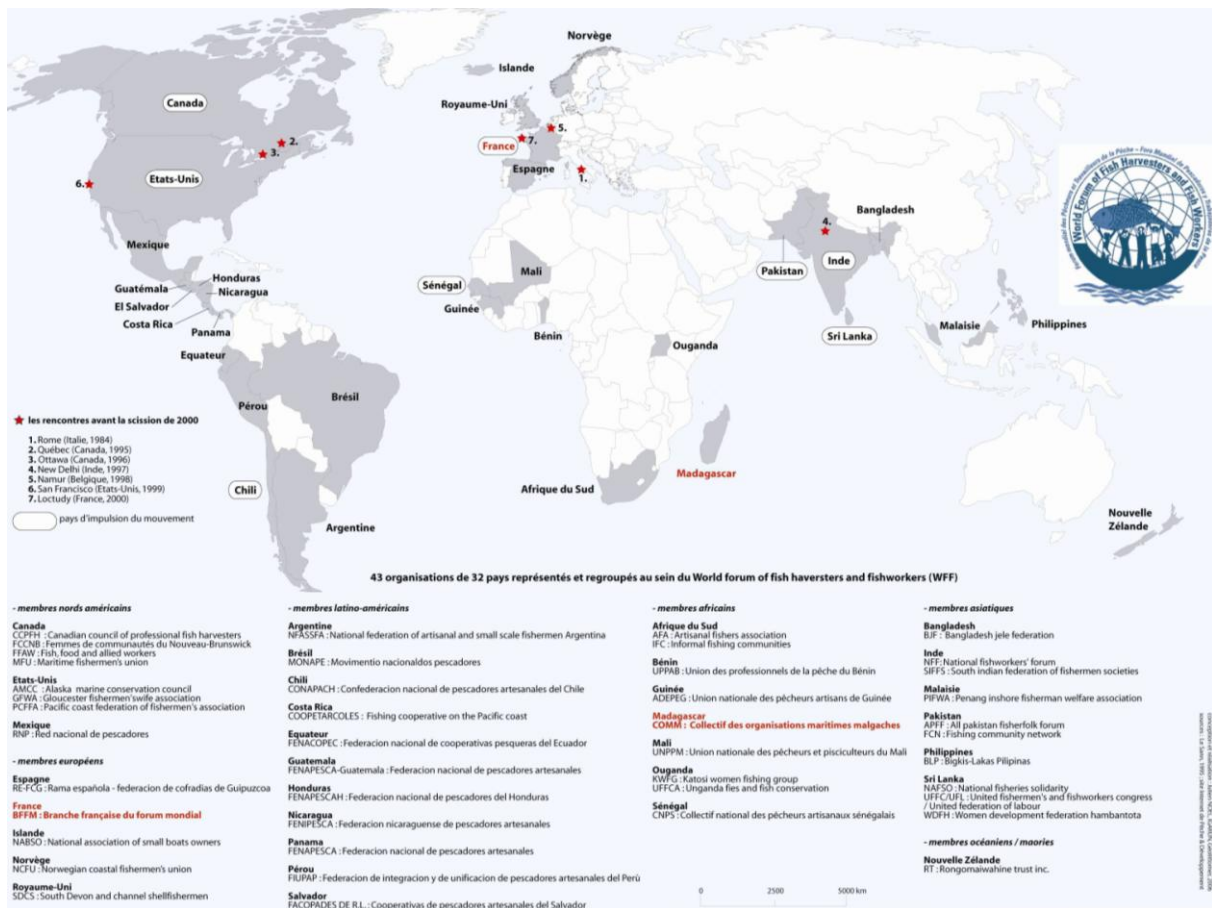 Norvège
Islande
Royaume-Uni
Canada
France
Espagne
Etats-Unis
Mexique
Guatémala
Honduras
Nicaragua
El Salvador
Costa Rica
Panama
Equateur
Pérou
Brésil
Chili
Argentine
Sénégal
Mali
Guinée
Bénin
Ouganda
Afrique du Sud
Madagascar
Pakistan
Inde
Bangladesh
Sri Lanka
Malaisie
Philippines
Nouvelle
Zélande
1.
2.
3.
4.
5.
6.
7.
World Forum of Fish Harvesters and Fish Workers (WFF)
les rencontres avant la scission de 2000
1. Rome (Italie, 1984)
2. Québec (Canada, 1995)
3. Ottawa (Canada, 1996)
4. New Delhi (Inde, 1997)
5. Namur (Belgique, 1998)
6. San Francisco (Etats-Unis, 1999)
7. Loctudy (France, 2000)
pays d'impulsion du mouvement
43 organisations de 32 pays représentés et regroupés au sein du World forum of fish haversters and fishworkers (WFF)
- membres nords américains
Canada
CCPFH : Canadian council of professional fish harvesters
FCCNB : Femmes de communautés du Nouveau-Brunswick
FFAW : Fish, food and allied workers
MFU : Maritime fishermen's union
Etats-Unis
AMCC : Alaska marine conservation council
GFWA : Gloucester fishermen'swife association
PCFFA : Pacific coast federation of fishermen's association
Mexique
RNP : Red nacional de pescadores
- membres européens
Espagne
RE-FCG : Rama española - federacion de cofradias de Guipuzcoa
France
BFFM : Branche française du forum mondial
Islande
NABSO : National association of small boats owners
Norvège
NCFU : Norwegian coastal fishermen's union
Royaume-Uni
SDCS : South Devon and channel shellfishermen
- membres latino-américains
Argentine
NFASSFA : National federation of artisanal and small scale fishermen Argentina
Brésil
MONAPE : Movimentio nacionaldos pescadores
Chili
CONAPACH : Confederacion nacional de pescadores artesanales del Chile
Costa Rica
COOPETARCOLES : Fishing cooperative on the Pacific coast
Equateur
FENACOPEC : Federacion nacional de cooperativas pesqueras del Ecuador
Guatemala
FENAPESCA-Guatemala : Federacion nacional de pescadores artesanales
Honduras
FENAPESCAH : Federacion nacional de pescadores del Honduras
Nicaragua
FENIPESCA : Federacion nicaraguense de pescadores artesanales
Panama
FENAPESCA : Federacion nacional de pescadores artesanales
Pérou
FIUPAP : Federacion de integracion y de unificacion de pescadores artesanales del Perù
Salvador
FACOPADES DE R.L. : Cooperativas de pescadores artesanales del Salvador
- membres africains
Afrique du Sud
AFA : Artisanal fishers association
IFC : Informal fishing communities
Bénin
UPPAB : Union des professionnels de la pêche du Bénin
Guinée
ADEPEG : Union nationale des pêcheurs artisans de Guinée
Madagascar
COMM : Collectif des organisations maritimes malgaches
Mali
UNPPM : Union nationale des pêcheurs et pisciculteurs du Mali
Ouganda
KWFG : Katosi women fishing group
UFFCA : Unganda fies and fish conservation
Sénégal
CNPS : Collectif national des pêcheurs artisanaux sénégalais
- membres asiatiques
Bangladesh
BJF : Bangladesh jele federation
Inde
NFF: National fishworkers' forum
SIFFS : South indian federation of fishermen societies
Malaisie
PIFWA : Penang inshore fisherman welfare association
Pakistan
APFF : All pakistan fisherfolk forum
FCN : Fishing community network
Philippines
BLP : Bigkis-Lakas Pilipinas
Sri Lanka
NAFSO : National fisheries solidarity
UFFC/UFL : United fishermen's and fishworkers congress
/ United federation of labour
WDFH : Women development federation hambantota
- membres océaniens / maories
Nouvelle Zélande
RT : Rongomaiwahine trust inc.
0 2500 5000 km